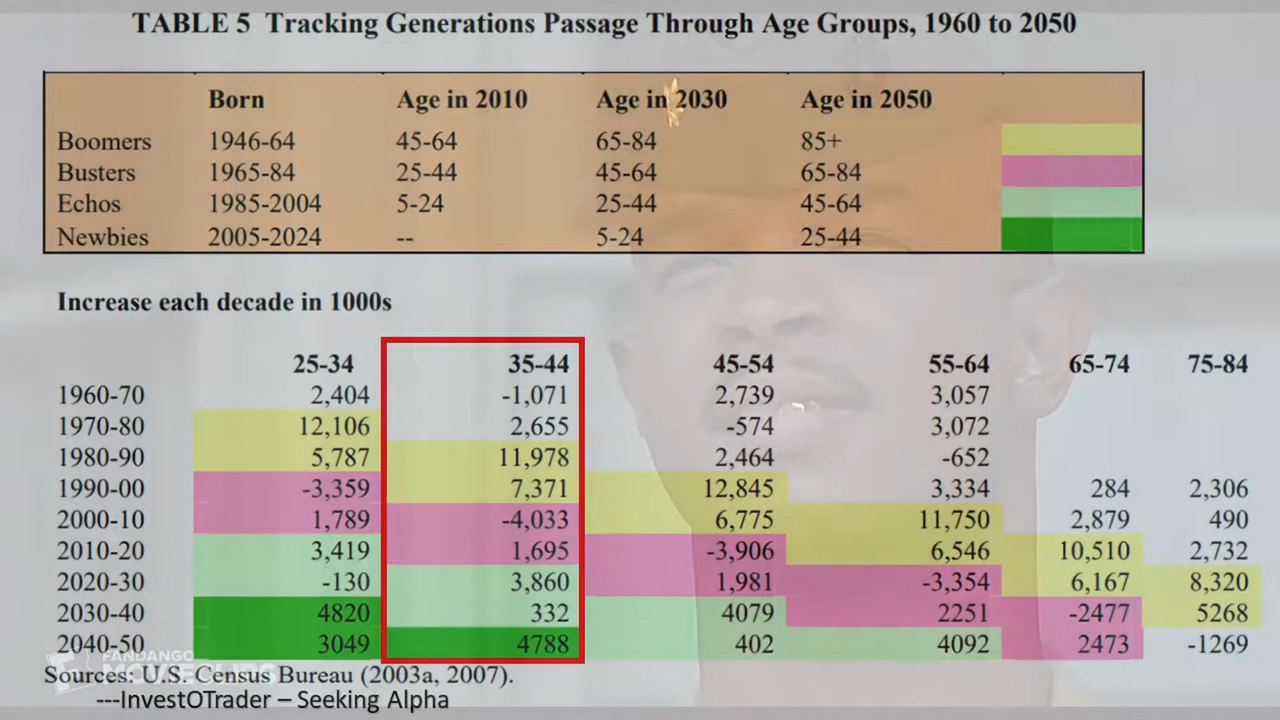 TABLE 5 Tracking Generations Passage Through Age Groups, 1960 to 2050
Born Age in 2010 Age in 2030 Age in 2050
Boomers 1946-64 45-64 65-84 85+
Busters 1965-84 25-44 45-64 65-84
Echos 1985-2004 5-24 25-44 45-64
Newbies 2005-2024 -- 5-24 25-44
Increase each decade in 1000s
25-34 35-44 45-54 55-64 65-74 75-84
1960-70 2,404 -1,071 2,739 3,057
1970-80 12,106 2,655 -574 3,072
1980-90 5,787 11,978 2,464 -652
1990-00 -3,359 7,371 12,845 3,334 284 2,306
2000-10 1,789 -4,033 6,775 11,750 2,879 490
2010-20 3,419 1,695 -3,906 6,546 10,510 2,732
2020-30 -130 3,860 1,981 -3,354 6,167 8,320
2030-40 4820 332 4079 2251 -2477 5268
2040-50 3049 4788 402 4092 2473 -1269
FANDANGO
MOVIECLIPS
Sources: U.S. Census Bureau (2003a, 2007).
---InvestOTrader – Seeking Alpha